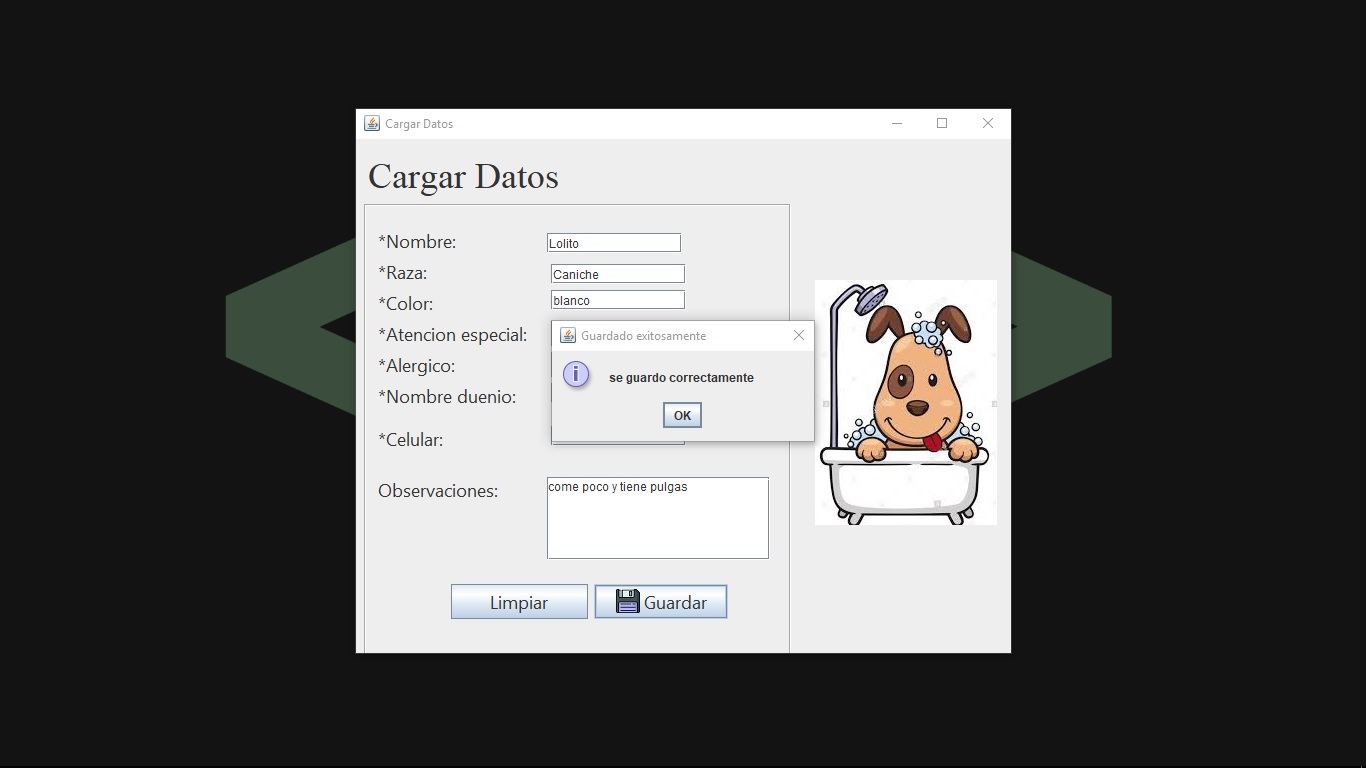 Cargar Datos
Cargar Datos
*Nombre: Lolito
*Raza: Caniche
*Color: blanco
*Atencion especial:
Guardado exitosamente
*Alergico:
se guardo correctamente
*Nombre duenio:
OK
*Celular:
Observaciones: come poco y tiene pulgas
Limpiar Guardar